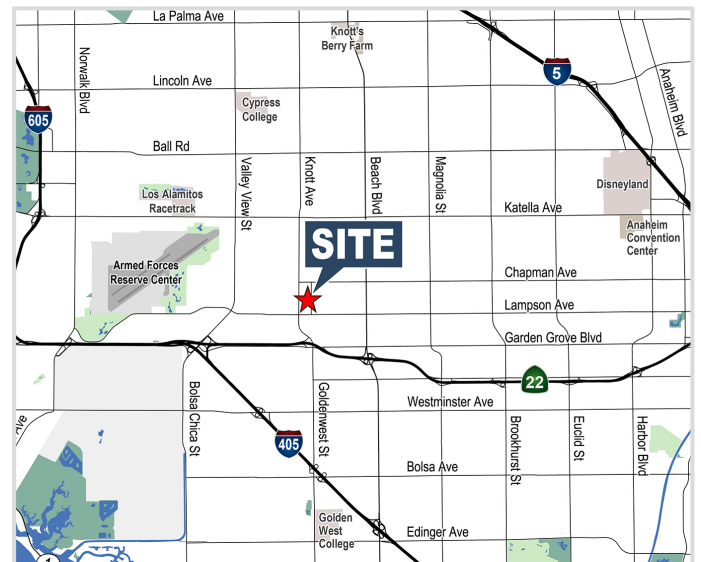 La Palma Ave
Knott's
Berry Farm
Norwalk Blvd
5
Anaheim Blvd
Lincoln Ave
605
Cypress
College
Ball Rd
Valley View St
Knott Ave
Beach Blvd
Magnolia St
Disneyland
Los Alamitos
Racetrack
Katella Ave
Anaheim
Convention
Center
SITE
Armed Forces
Reserve Center
Chapman Ave
Lampson Ave
Garden Grove Blvd
22
Westminster Ave
Bolsa Chica St
Goldenwest St
Brookhurst St
Euclid St
Harbor Blvd
Ave
405
Bolsa Ave
Golden
West
College
Edinger Ave
1